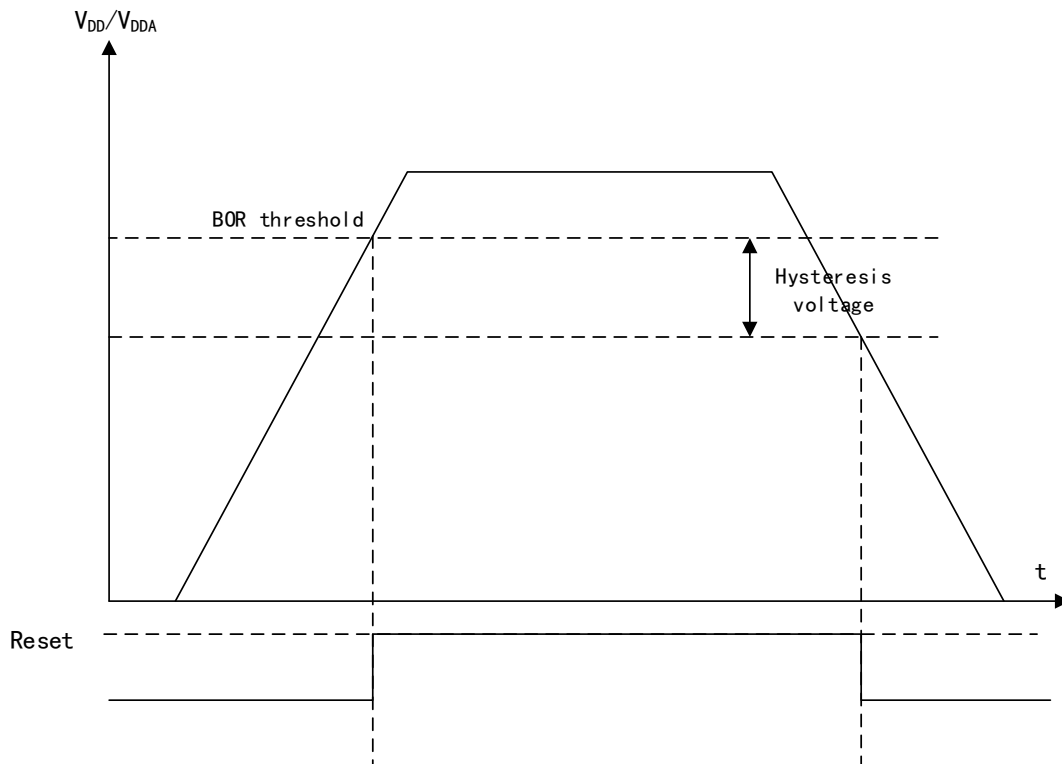 VDD/VDDA
BOR threshold
Hysteresis
voltage
t
Reset